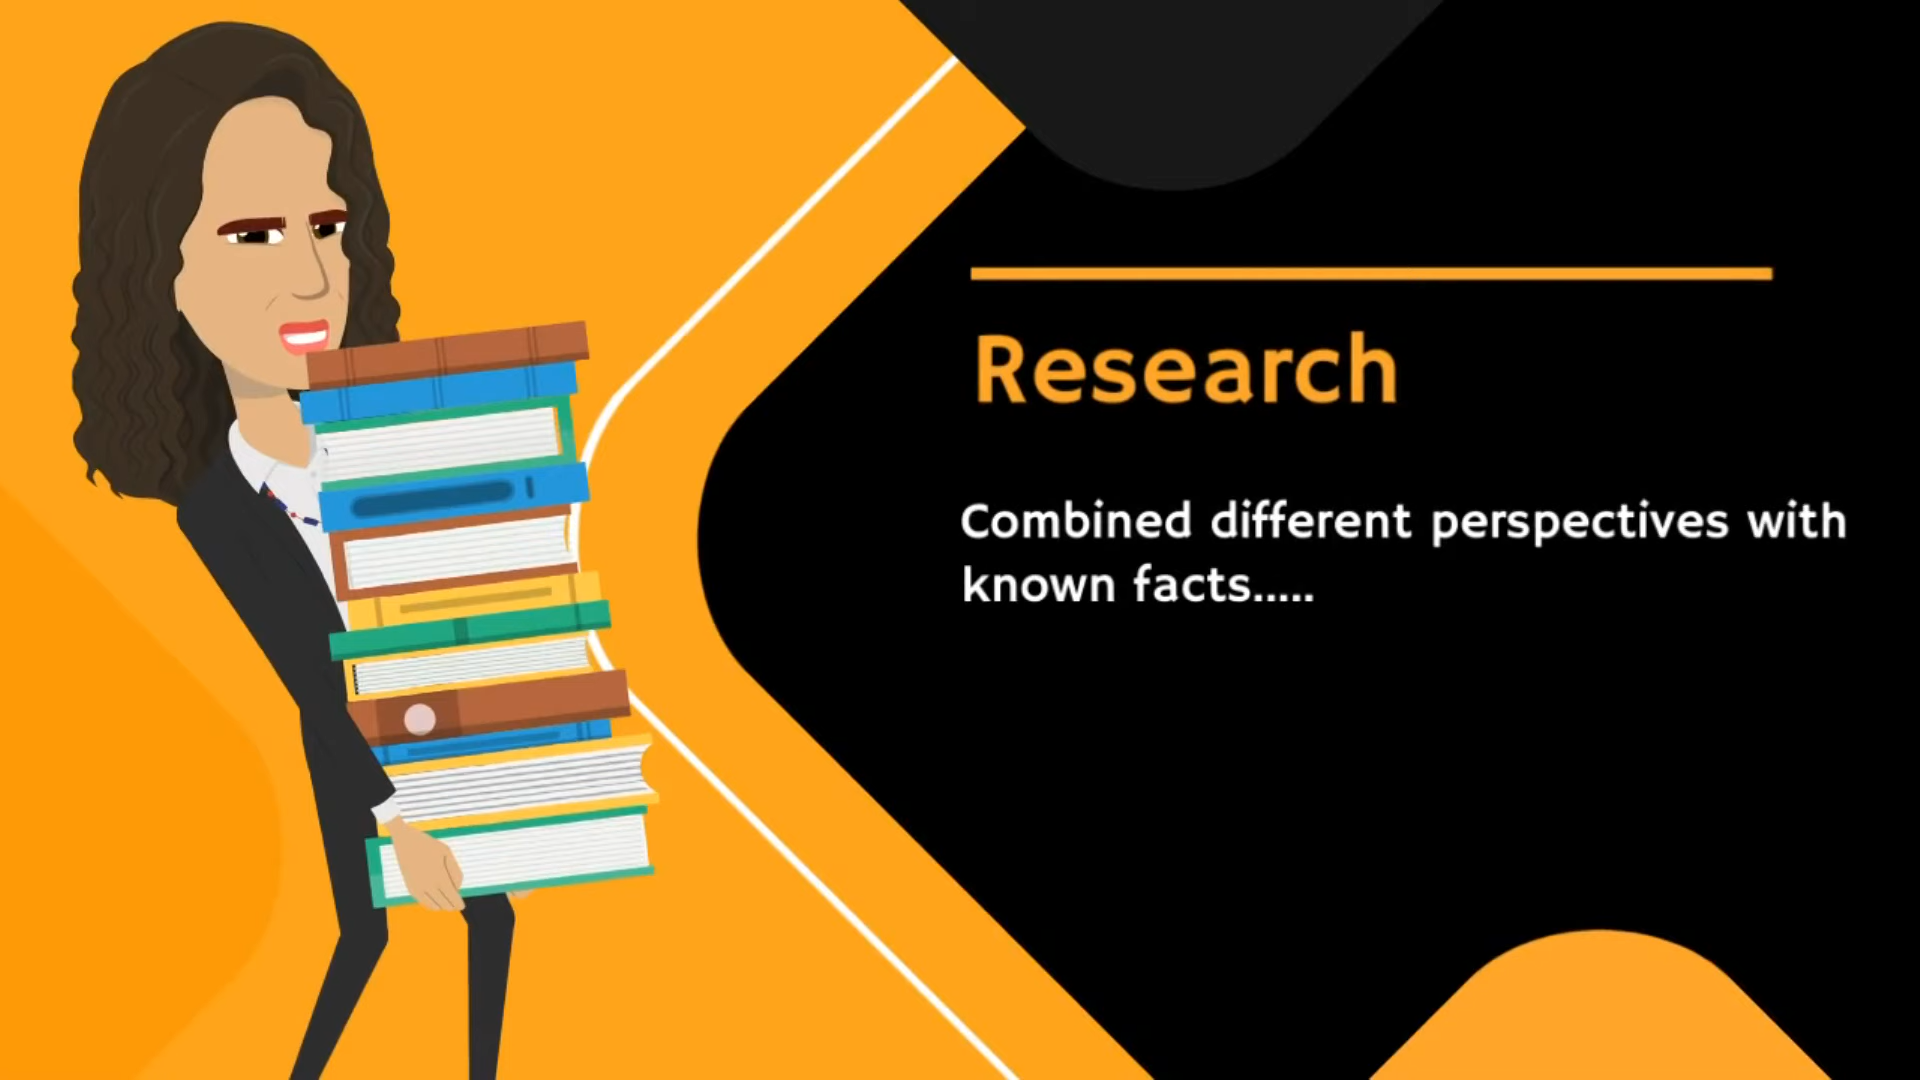 Research
Combined different perspectives with
known facts.....